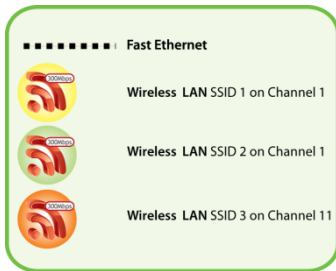 Fast Ethernet
300Mbps
Wireless LAN SSID 1 on Channel 1
300Mbps
Wireless LAN SSID 2 on Channel 1
300Mbps
Wireless LAN SSID 3 on Channel 11